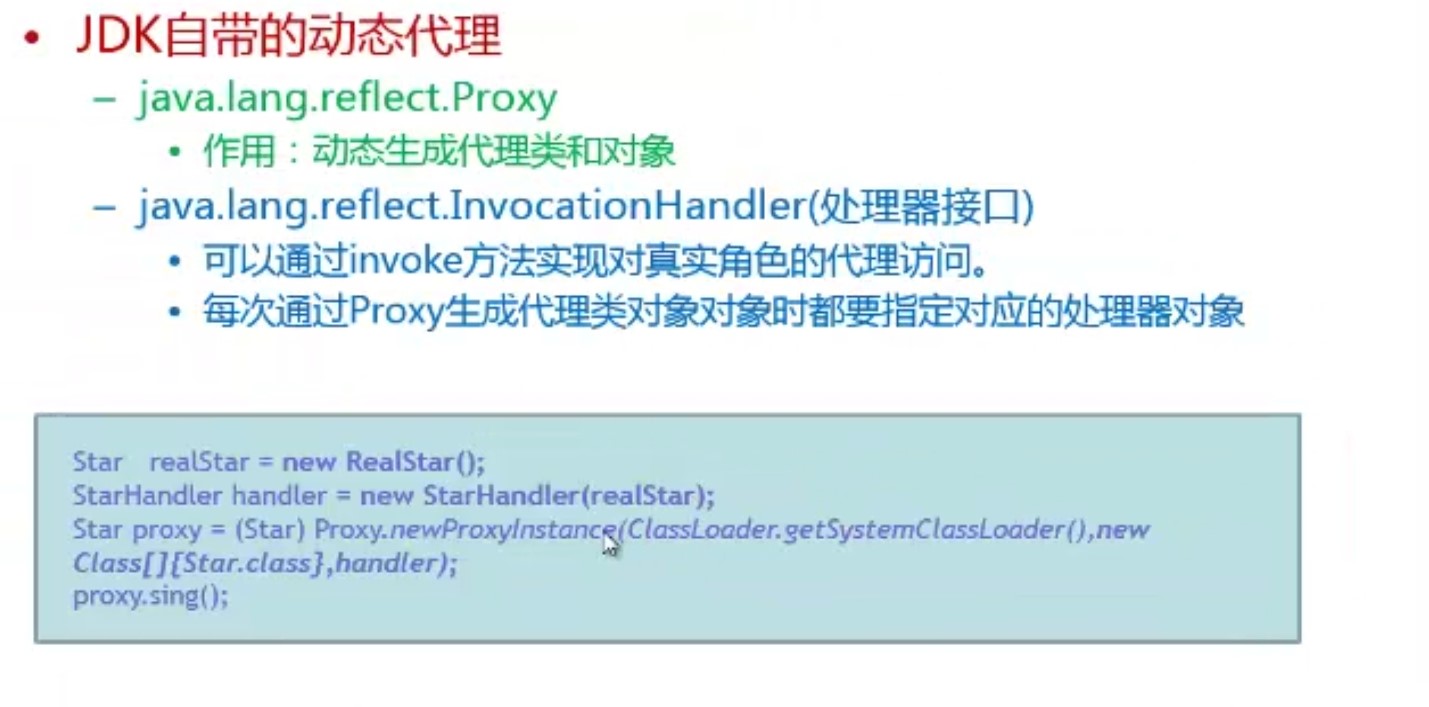 • JDK自带的动态代理
– java.lang.reflect.Proxy
• 作用：动态生成代理类和对象
– java.lang.reflect.InvocationHandler(处理器接口)
• 可以通过invoke方法实现对真实角色的代理访问。
• 每次通过Proxy生成代理类对象对象时都要指定对应的处理器对象
Star realStar = new RealStar();
StarHandler handler = new StarHandler(realStar);
Star proxy = (Star) Proxy.newProxyInstance(ClassLoader.getSystemClassLoader(),new
Class[]{Star.class},handler);
proxy.sing();